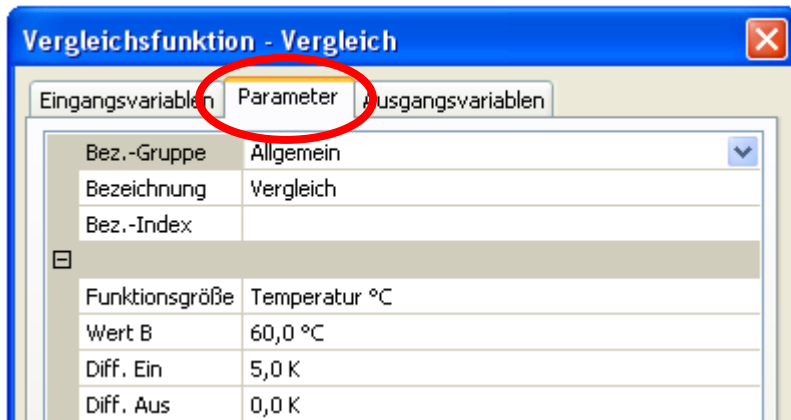 Vergleichsfunktion - Vergleich
Eingangsvariablen Parameter Ausgangsvariablen
Bez.-Gruppe Allgemein
Bezeichnung Vergleich
Bez.-Index
Funktionsgröße Temperatur °C
Wert B 60,0 °C
Diff. Ein 5,0 K
Diff. Aus 0,0 K